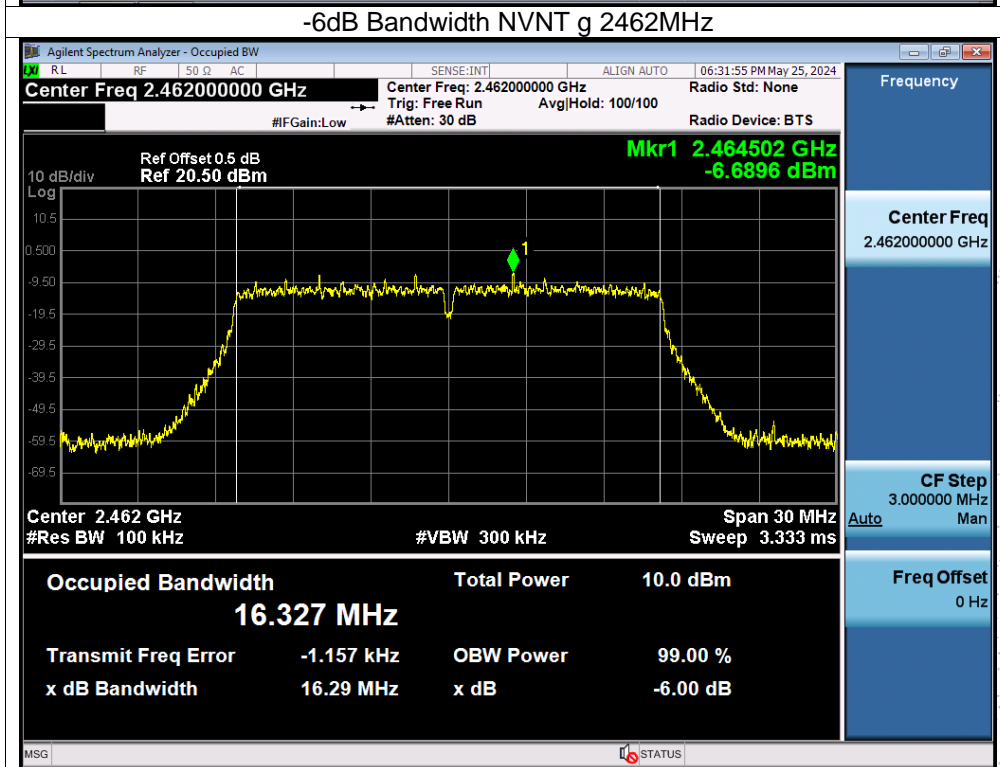 -6dB Bandwidth NVNT g 2462MHz
Agilent Spectrum Analyzer - Occupied BW
LXI RL RF 50 Ω AC SENSE:INT ALIGN AUTO 06:31:55 PM May 25, 2024
Center Freq 2.462000000 GHz
Center Freq: 2.462000000 GHz Radio Std: None
Trig: Free Run Avg|Hold: 100/100
#IFGain:Low #Atten: 30 dB Radio Device: BTS
Frequency
Mkr1 2.464502 GHz
-6.6896 dBm
Ref Offset 0.5 dB
10 dB/div Ref 20.50 dBm
Log
10.5
0.500
-9.50
-19.5
-29.5
-39.5
-49.5
-59.5
-69.5
1
Center Freq
2.462000000 GHz
Center 2.462 GHz Span 30 MHz
#Res BW 100 kHz #VBW 300 kHz Sweep 3.333 ms
CF Step
3.000000 MHz
Auto Man
Occupied Bandwidth Total Power 10.0 dBm
16.327 MHz
Transmit Freq Error -1.157 kHz OBW Power 99.00 %
x dB Bandwidth 16.29 MHz x dB -6.00 dB
Freq Offset
0 Hz
MSG STATUS